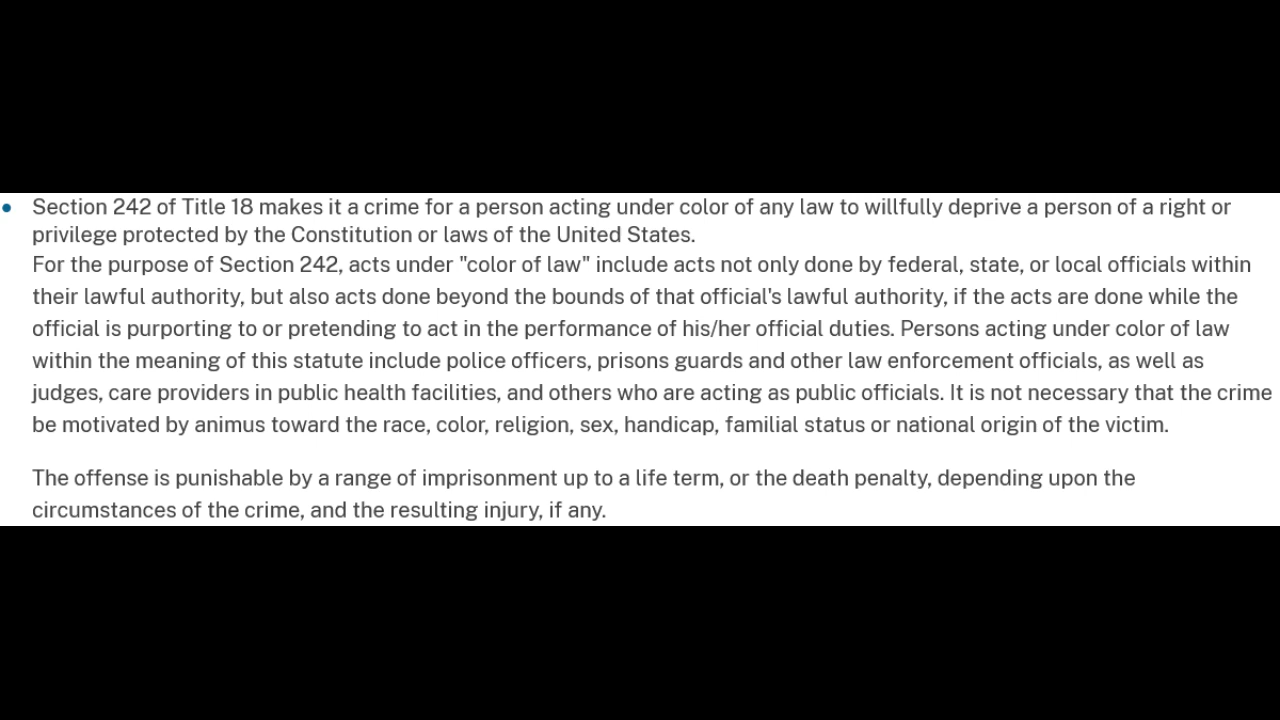 Section 242 of Title 18 makes it a crime for a person acting under color of any law to willfully deprive a person of a right or
privilege protected by the Constitution or laws of the United States.
For the purpose of Section 242, acts under "color of law" include acts not only done by federal, state, or local officials within
their lawful authority, but also acts done beyond the bounds of that official's lawful authority, if the acts are done while the
official is purporting to or pretending to act in the performance of his/her official duties. Persons acting under color of law
within the meaning of this statute include police officers, prisons guards and other law enforcement officials, as well as
judges, care providers in public health facilities, and others who are acting as public officials. It is not necessary that the crime
be motivated by animus toward the race, color, religion, sex, handicap, familial status or national origin of the victim.
The offense is punishable by a range of imprisonment up to a life term, or the death penalty, depending upon the
circumstances of the crime, and the resulting injury, if any.